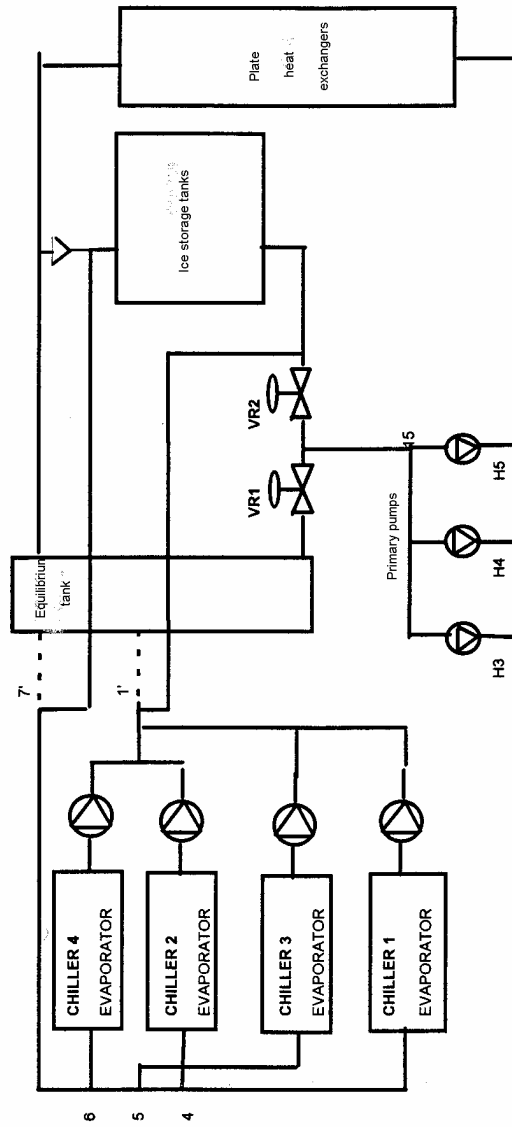 Plate
heat
exchangers
Ice storage tanks
VR2
VR1
15
Primary pumps
H5
H4
H3
Equilibrium
tank
7'
1'
CHILLER 4
EVAPORATOR
CHILLER 2
EVAPORATOR
CHILLER 3
EVAPORATOR
CHILLER 1
EVAPORATOR
6
5
4